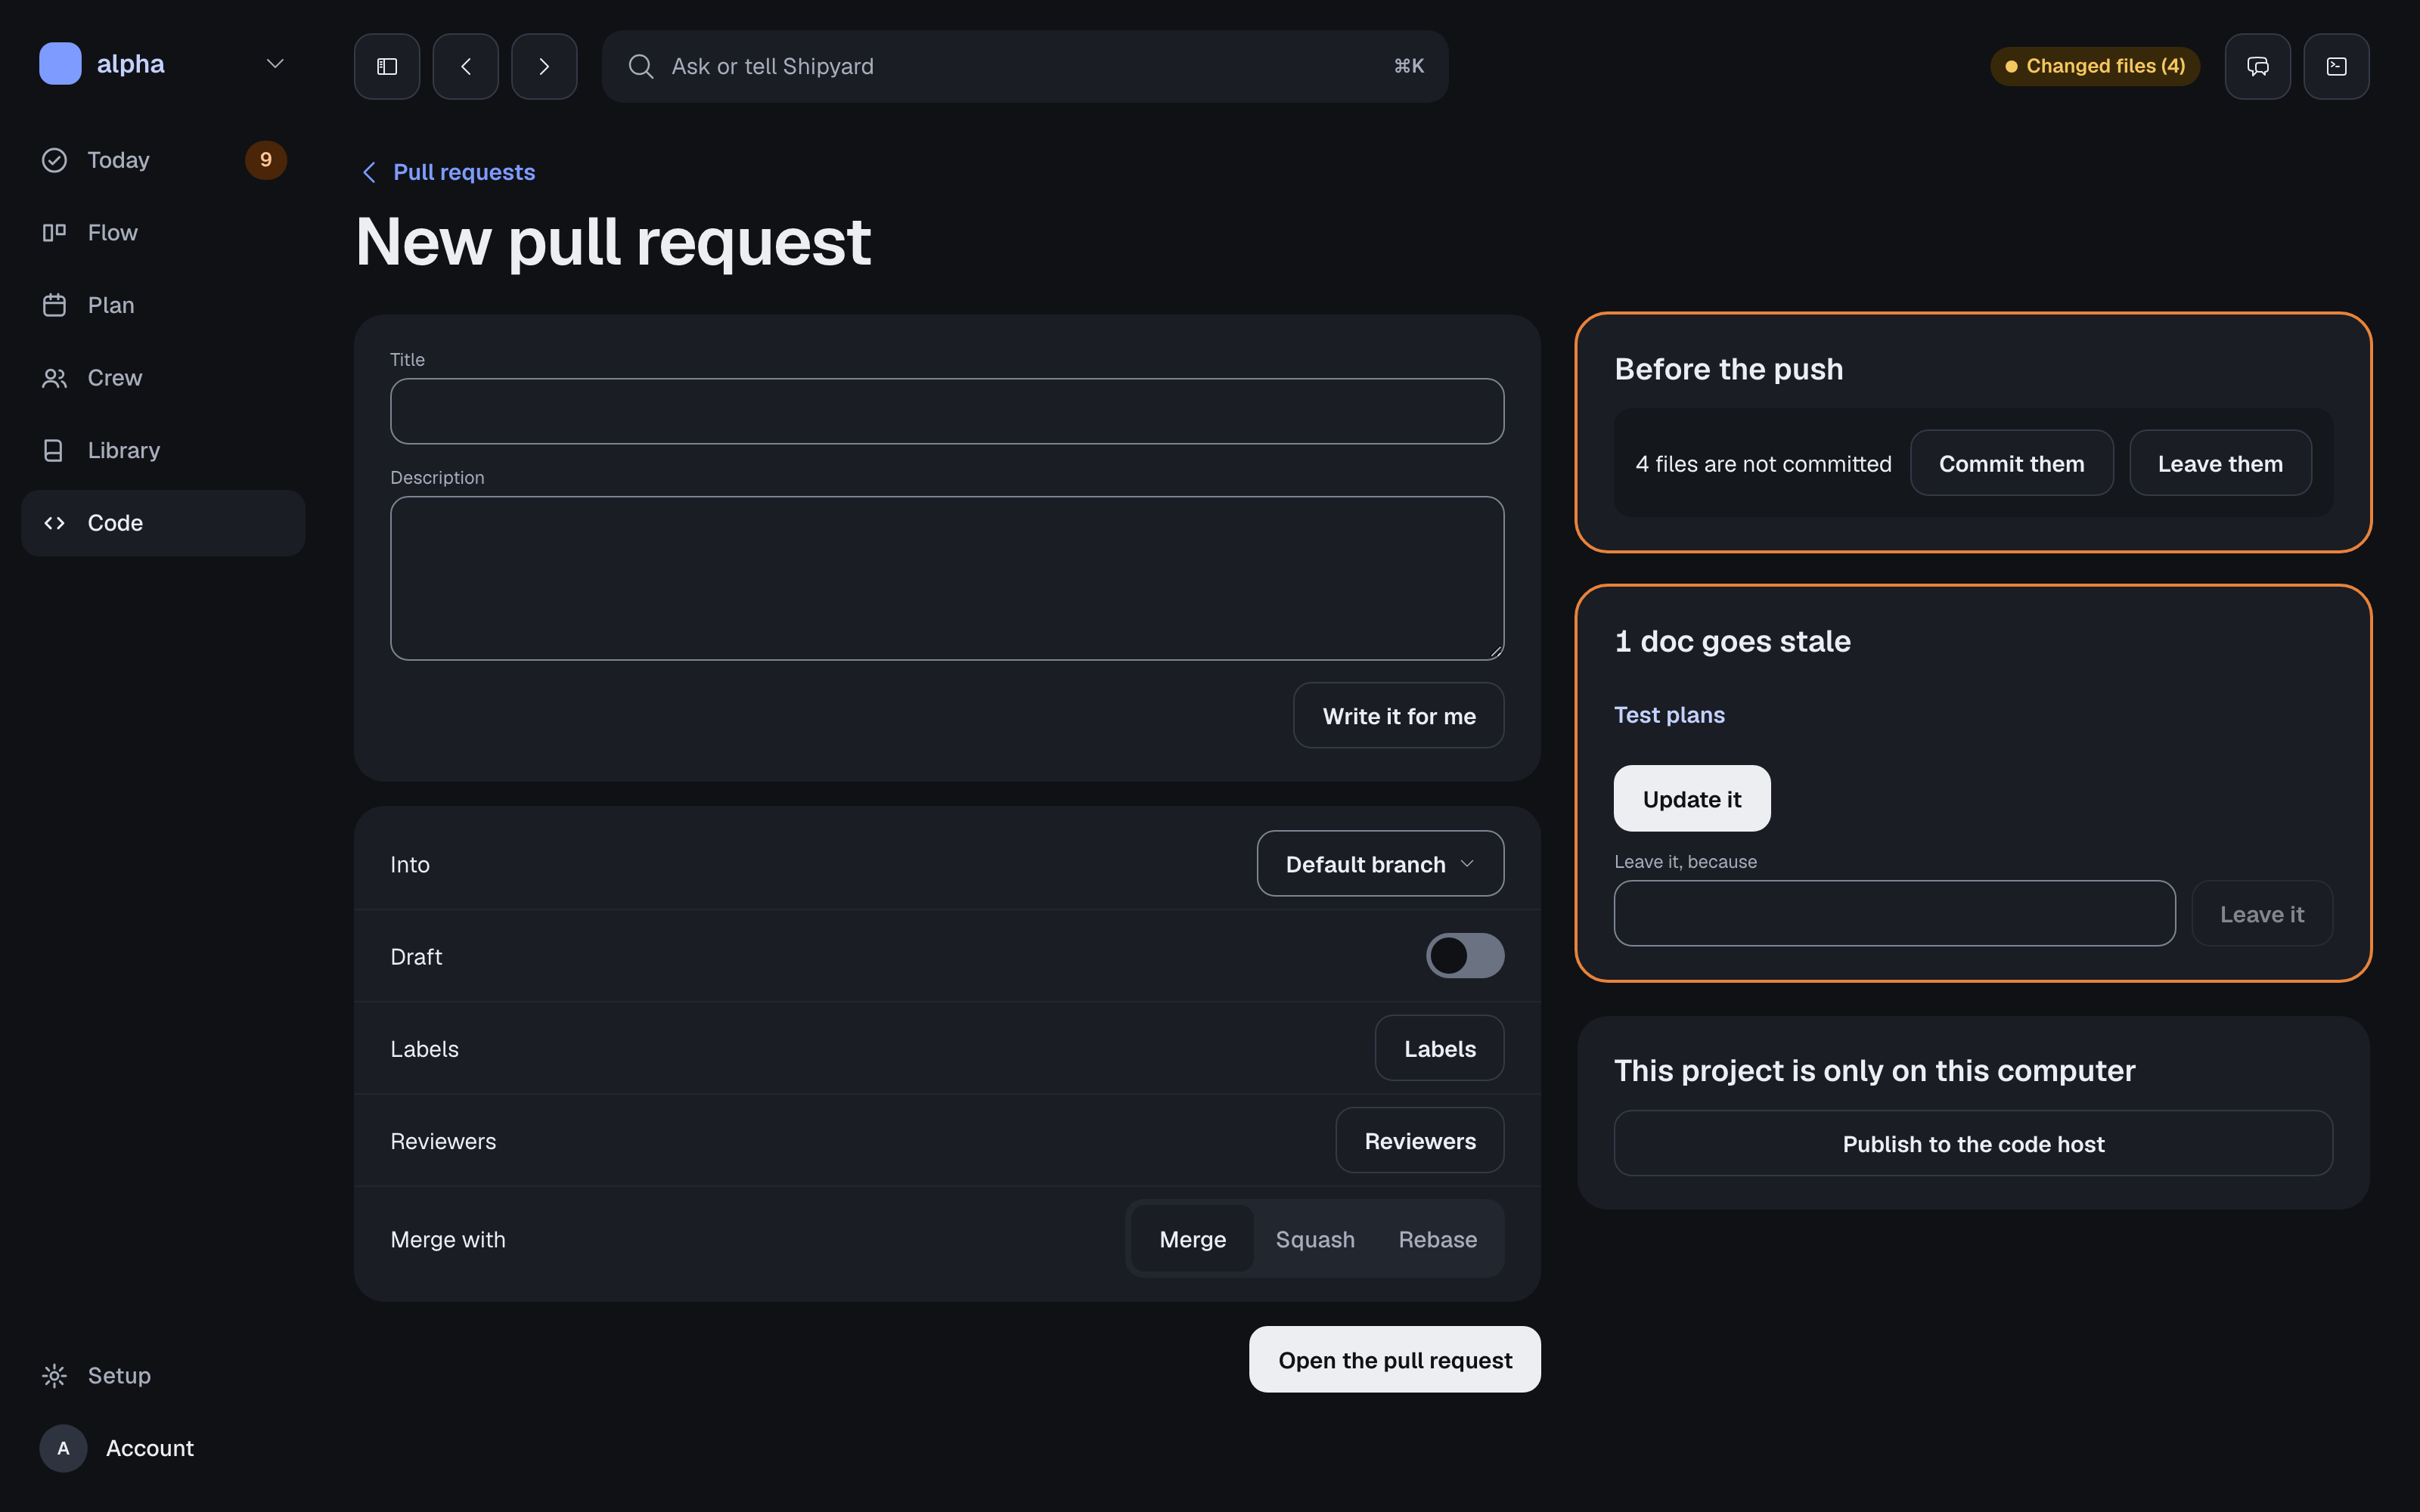 alpha
Today
9
Flow
Plan
Crew
Library
Code
Setup
A
Account
Ask or tell Shipyard
⌘K
Changed files (4)
Pull requests
New pull request
Title
Description
Write it for me
Into
Default branch
Draft
Labels
Labels
Reviewers
Reviewers
Merge with
Merge
Squash
Rebase
Open the pull request
Before the push
4 files are not committed
Commit them
Leave them
1 doc goes stale
Test plans
Update it
Leave it, because
Leave it
This project is only on this computer
Publish to the code host